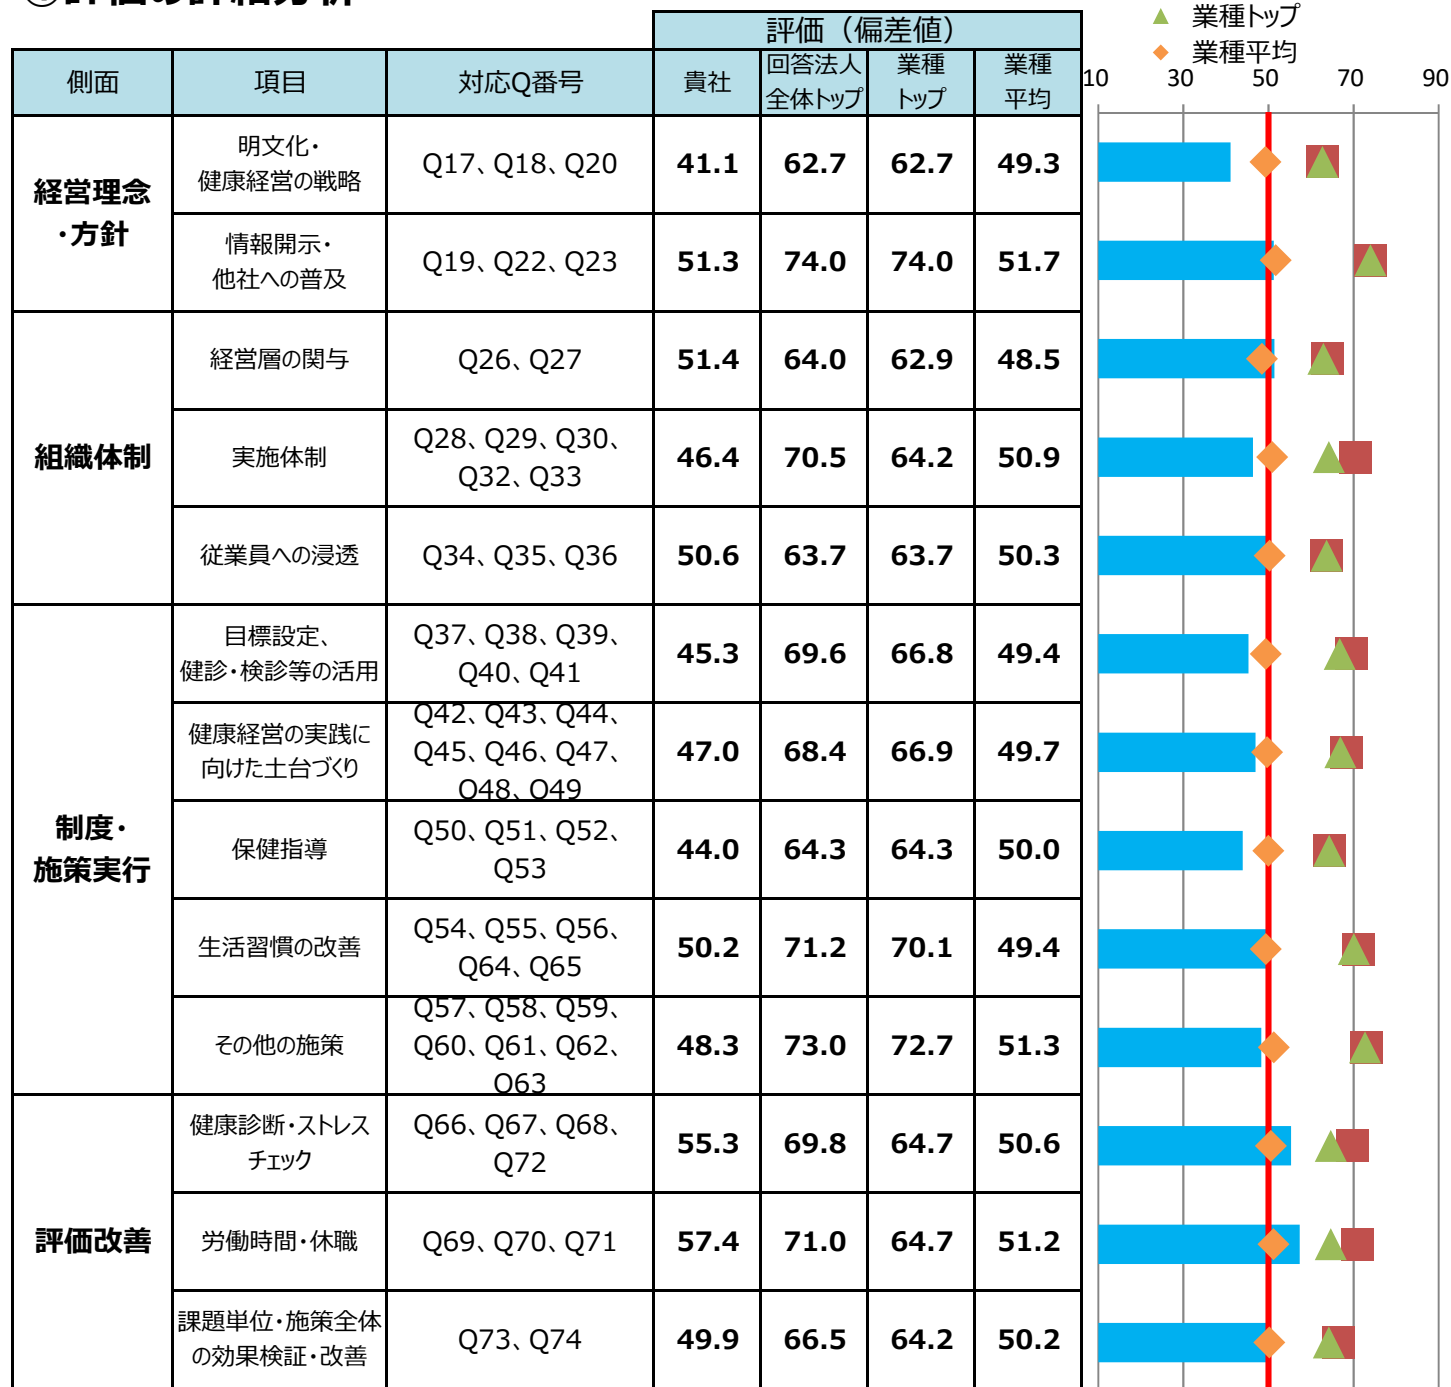 ①評価の詳細分析
業種トップ
業種平均
評価（偏差値）
側面 項目 対応Q番号 貴社 回答法人全体トップ 業種トップ 業種平均
10 30 50 70 90
経営理念・方針
明文化・健康経営の戦略 Q17、Q18、Q20 41.1 62.7 62.7 49.3
情報開示・他社への普及 Q19、Q22、Q23 51.3 74.0 74.0 51.7
組織体制
経営層の関与 Q26、Q27 51.4 64.0 62.9 48.5
実施体制 Q28、Q29、Q30、Q32、Q33 46.4 70.5 64.2 50.9
従業員への浸透 Q34、Q35、Q36 50.6 63.7 63.7 50.3
制度・施策実行
目標設定、健診・検診等の活用 Q37、Q38、Q39、Q40、Q41 45.3 69.6 66.8 49.4
健康経営の実践に向けた土台づくり Q42、Q43、Q44、Q45、Q46、Q47、Q48、Q49 47.0 68.4 66.9 49.7
保健指導 Q50、Q51、Q52、Q53 44.0 64.3 64.3 50.0
生活習慣の改善 Q54、Q55、Q56、Q64、Q65 50.2 71.2 70.1 49.4
その他の施策 Q57、Q58、Q59、Q60、Q61、Q62、Q63 48.3 73.0 72.7 51.3
評価改善
健康診断・ストレスチェック Q66、Q67、Q68、Q72 55.3 69.8 64.7 50.6
労働時間・休職 Q69、Q70、Q71 57.4 71.0 64.7 51.2
課題単位・施策全体の効果検証・改善 Q73、Q74 49.9 66.5 64.2 50.2